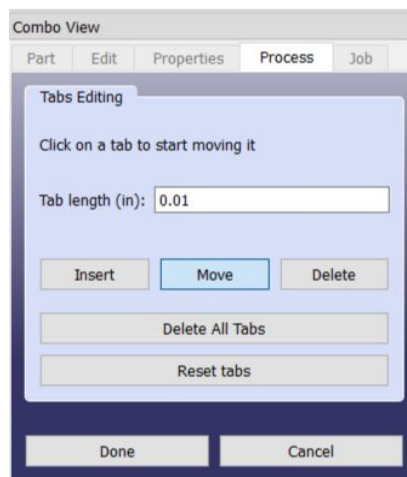 Combo View
Part Edit Properties Process Job
Tabs Editing
Click on a tab to start moving it
Tab length (in): 0.01
Insert Move Delete
Delete All Tabs
Reset tabs
Done Cancel